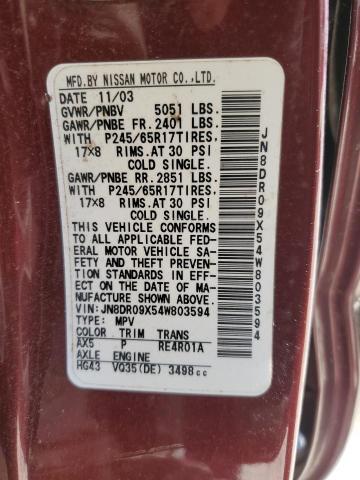 MFD.BY NISSAN MOTOR CO.,LTD.
DATE 11/03
GVWR/PNBV 5051 LBS.
GAWR/PNBE FR.2401 LBS.
WITH P245/65R17TIRES.
17×8 RIMS.AT 30 PSI
COLD SINGLE.
GAWR/PNBE RR.2851 LBS.
WITH P245/65R17TIRES.
17×8 RIMS.AT 30 PSI
COLD SINGLE.
THIS VEHICLE CONFORMS
TO ALL APPLICABLE FED-
ERAL MOTOR VEHICLE SA-
FETY AND THEFT PREVEN-
TION STANDARDS IN EFF-
ECT ON THE DATE OF MA-
NUFACTURE SHOWN ABOVE.
VIN:JN8DR09X54W803594
TYPE: MPV
COLOR TRIM TRANS
AX5 P RE4R01A
AXLE ENGINE
HG43 VQ35(DE) 3498cc
JN8DR09X54W803594